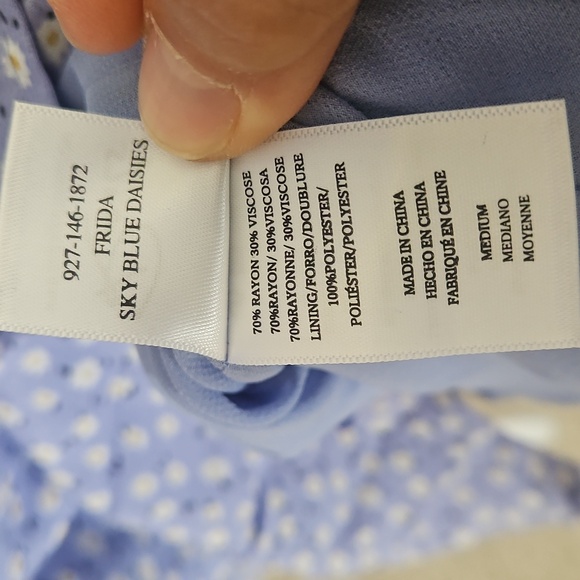 927-146-1872
FRIDA
SKY BLUE DAISIES
70% RAYON 30% VISCOSE
70%RAYON/ 30%VISCOSA
70%RAYONNE/ 30%VISCOSE
LINING/FORRO/DOUBLURE
100%POLYESTER/
POLIÉSTER/POLYESTER
MADE IN CHINA
HECHO EN CHINA
FABRIQUÉ EN CHINE
MEDIUM
MEDIANO
MOYENNE